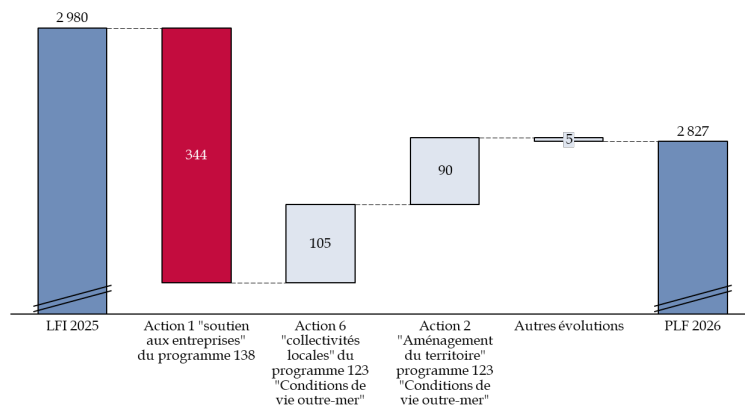 2 980
344
105
90
5
2 827
LFI 2025
Action 1 "soutien
aux entreprises"
du programme 138
Action 6
"collectivités
locales" du
programme 123
"Conditions de
vie outre-mer"
Action 2
"Aménagement
du territoire"
programme 123
"Conditions de
vie outre-mer"
Autres évolutions
PLF 2026